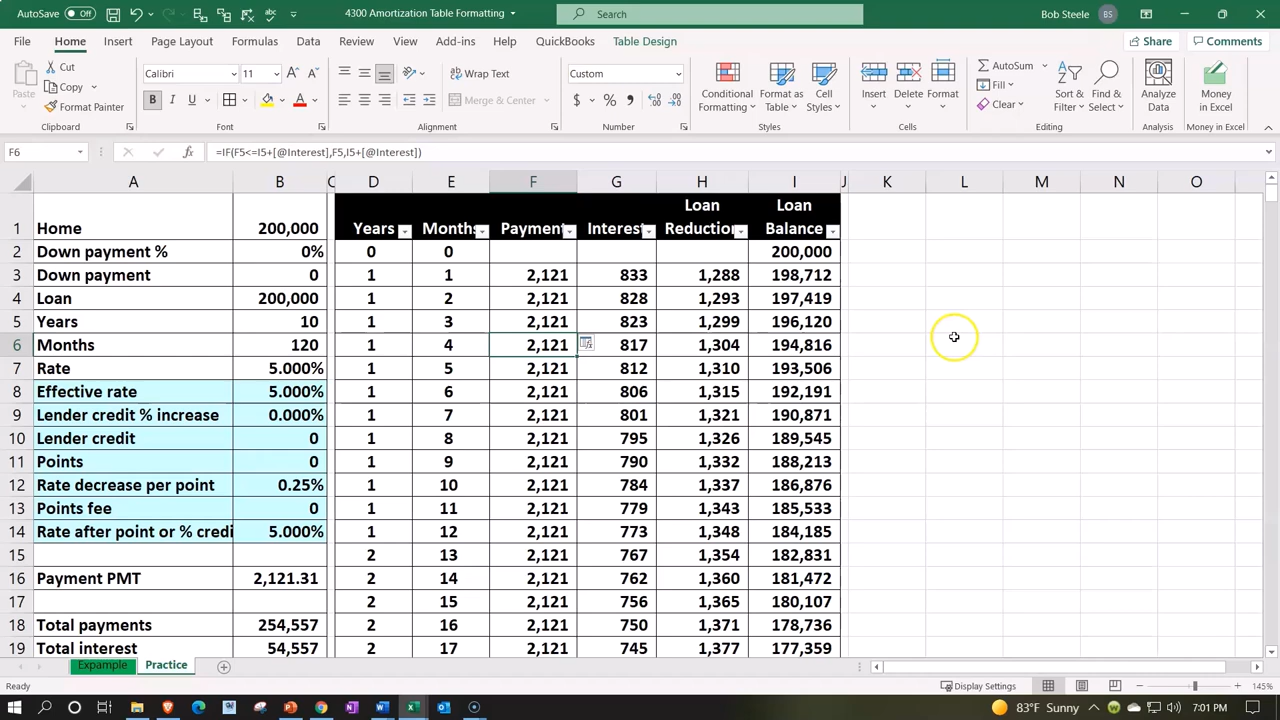 AutoSave Off
4300 Amortization Table Formatting
Search
Bob Steele BS
File Home Insert Page Layout Formulas Data Review View Add-ins Help QuickBooks Table Design Share Comments
Paste
Cut
Copy
Format Painter
Clipboard
Calibri 11
B I U
Font
Wrap Text
Merge & Center
Alignment
Custom
$ % ,
Number
Conditional Formatting
Format as Table
Cell Styles
Styles
Insert
Delete
Format
Cells
AutoSum
Fill
Clear
Sort & Filter
Find & Select
Editing
Analyze Data
Analysis
Money in Excel
Money in Excel
F6 fx =IF(F5<=I5+[@Interest],F5,I5+[@Interest])
A B C D E F G H I J K L M N O
1 Home 200,000 Years Months Payment Interest Loan Reduction Loan Balance
2 Down payment % 0% 0 0 200,000
3 Down payment 0 1 1 2,121 833 1,288 198,712
4 Loan 200,000 1 2 2,121 828 1,293 197,419
5 Years 10 1 3 2,121 823 1,299 196,120
6 Months 120 1 4 2,121 817 1,304 194,816
7 Rate 5.000% 1 5 2,121 812 1,310 193,506
8 Effective rate 5.000% 1 6 2,121 806 1,315 192,191
9 Lender credit % increase 0.000% 1 7 2,121 801 1,321 190,871
10 Lender credit 0 1 8 2,121 795 1,326 189,545
11 Points 0 1 9 2,121 790 1,332 188,213
12 Rate decrease per point 0.25% 1 10 2,121 784 1,337 186,876
13 Points fee 0 1 11 2,121 779 1,343 185,533
14 Rate after point or % credi 5.000% 1 12 2,121 773 1,348 184,185
15 2 13 2,121 767 1,354 182,831
16 Payment PMT 2,121.31 2 14 2,121 762 1,360 181,472
17 2 15 2,121 756 1,365 180,107
18 Total payments 254,557 2 16 2,121 750 1,371 178,736
19 Total interest 54,557 2 17 2,121 745 1,377 177,359
Expample Practice
Ready
Display Settings
145%
83°F Sunny
7:01 PM